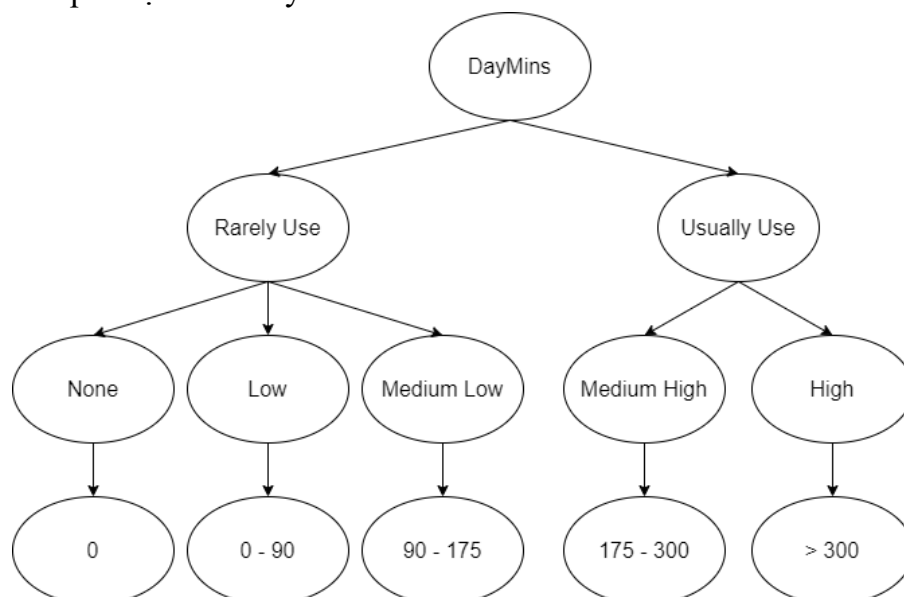 DayMins
Rarely Use
Usually Use
None
Low
Medium Low
Medium High
High
0
0 - 90
90 - 175
175 - 300
> 300